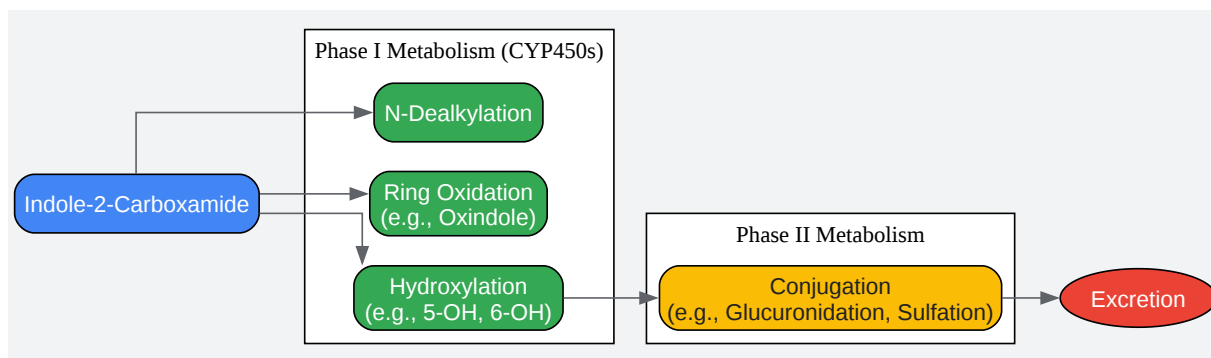 Phase I Metabolism (CYP450s)
N-Dealkylation
Indole-2-Carboxamide
Ring Oxidation
(e.g., Oxindole)
Hydroxylation
(e.g., 5-OH, 6-OH)
Phase II Metabolism
Conjugation
(e.g., Glucuronidation, Sulfation)
Excretion